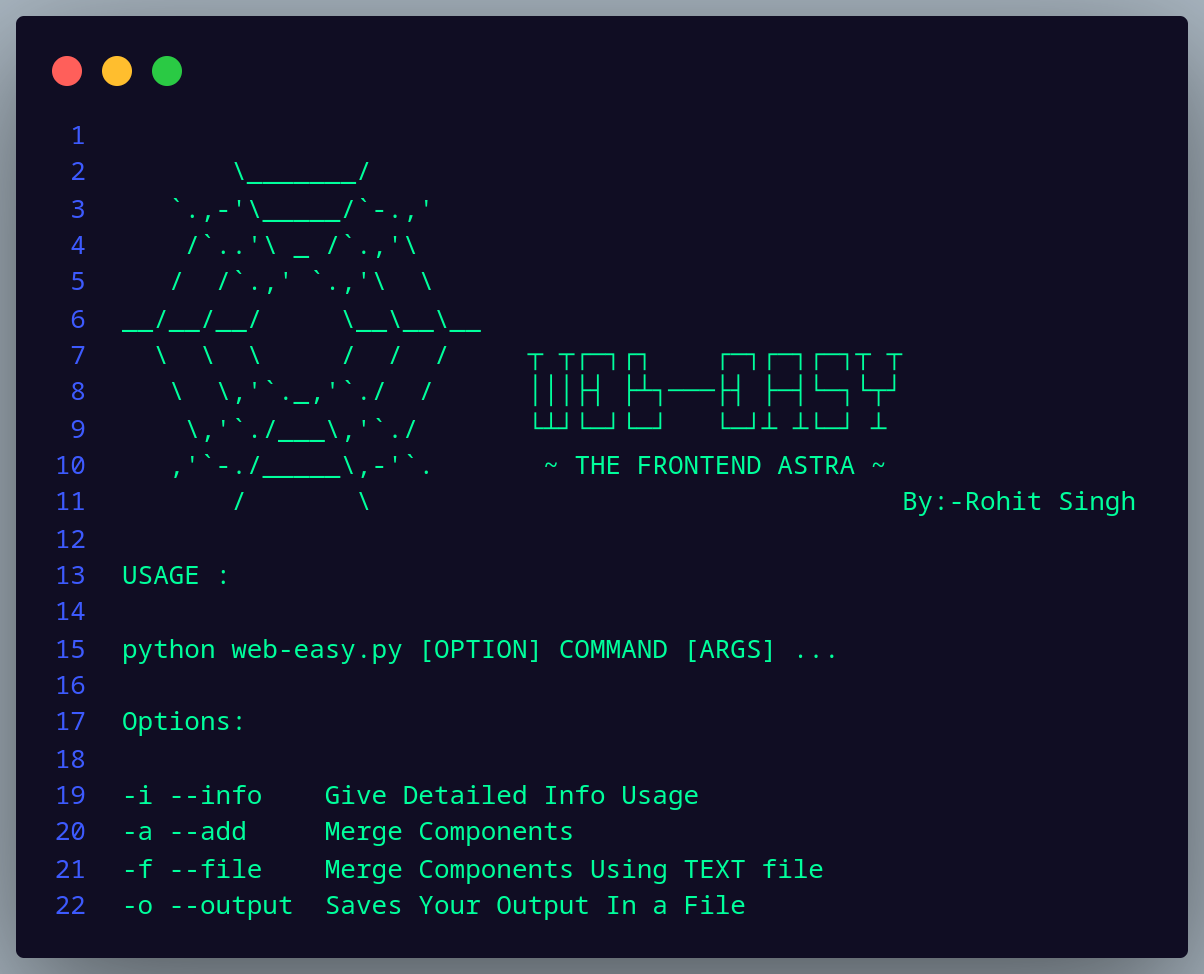 1
2        \_______/
3    `.,-'\_____/`-.,'
4     /`..'\ _ /`.,'\
5    /  /`.,' `.,'\  \
6 __/__/__/     \__\__\__
7   \  \  \     /  /  /     ┬ ┬┌─┐┌┐    ┌─┐┌─┐┌─┐┬ ┬
8    \  \,'`._,'`./  /      │││├┤ ├┴┐───├┤ ├─┤└─┐└┬┘
9     \,'`./___\,'`./       └┴┘└─┘└─┘   └─┘┴ ┴└─┘ ┴
10    ,'`-./_____\,-'`.       ~ THE FRONTEND ASTRA ~
11        /       \                                  By:-Rohit Singh
12
13 USAGE :
14
15 python web-easy.py [OPTION] COMMAND [ARGS] ...
16
17 Options:
18
19 -i --info    Give Detailed Info Usage
20 -a --add     Merge Components
21 -f --file    Merge Components Using TEXT file
22 -o --output  Saves Your Output In a File